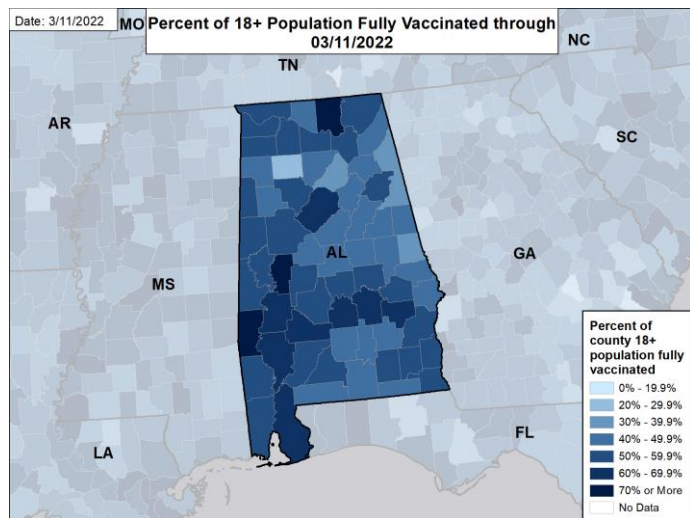 Date: 3/11/2022
Percent of 18+ Population Fully Vaccinated through
03/11/2022
MO
NC
TN
AR
SC
AL
GA
MS
LA
FL
Percent of
county 18+
population fully
vaccinated
0% - 19.9%
20% - 29.9%
30% - 39.9%
40% - 49.9%
50% - 59.9%
60% - 69.9%
70% or More
No Data